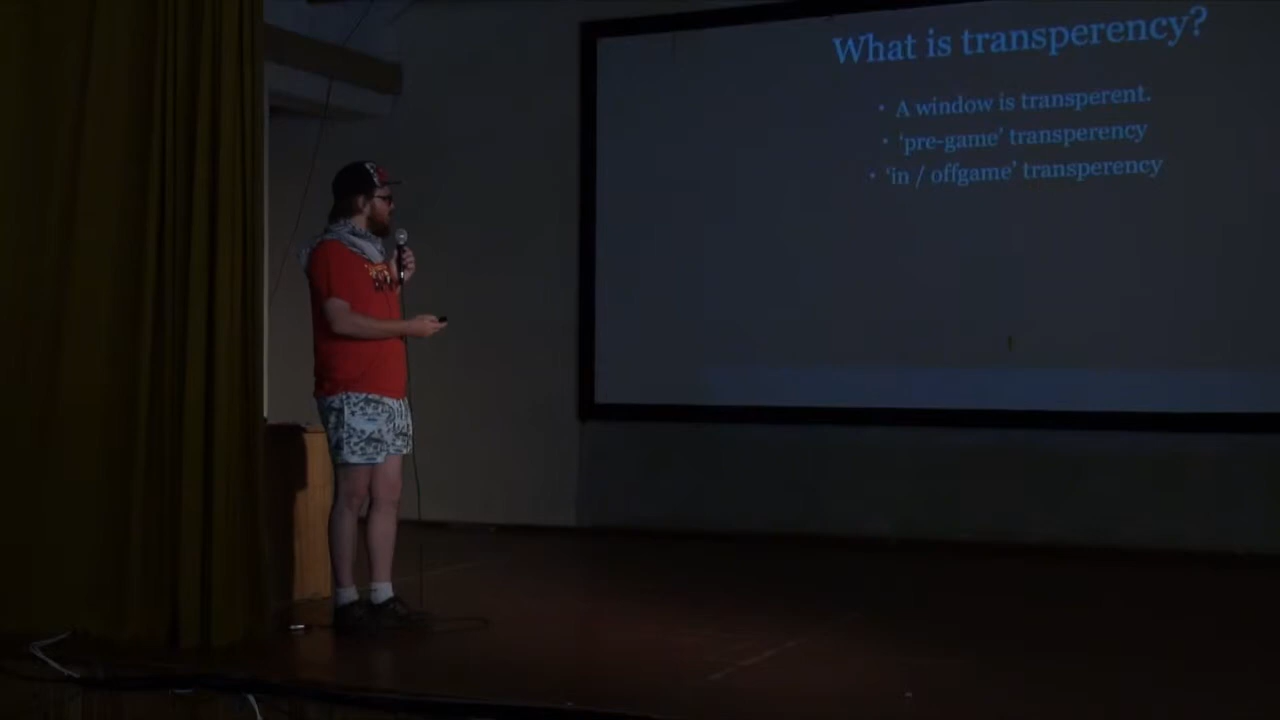 What is transperency?
• A window is transperent.
• ‘pre-game’ transperency
• ‘in / offgame’ transperency